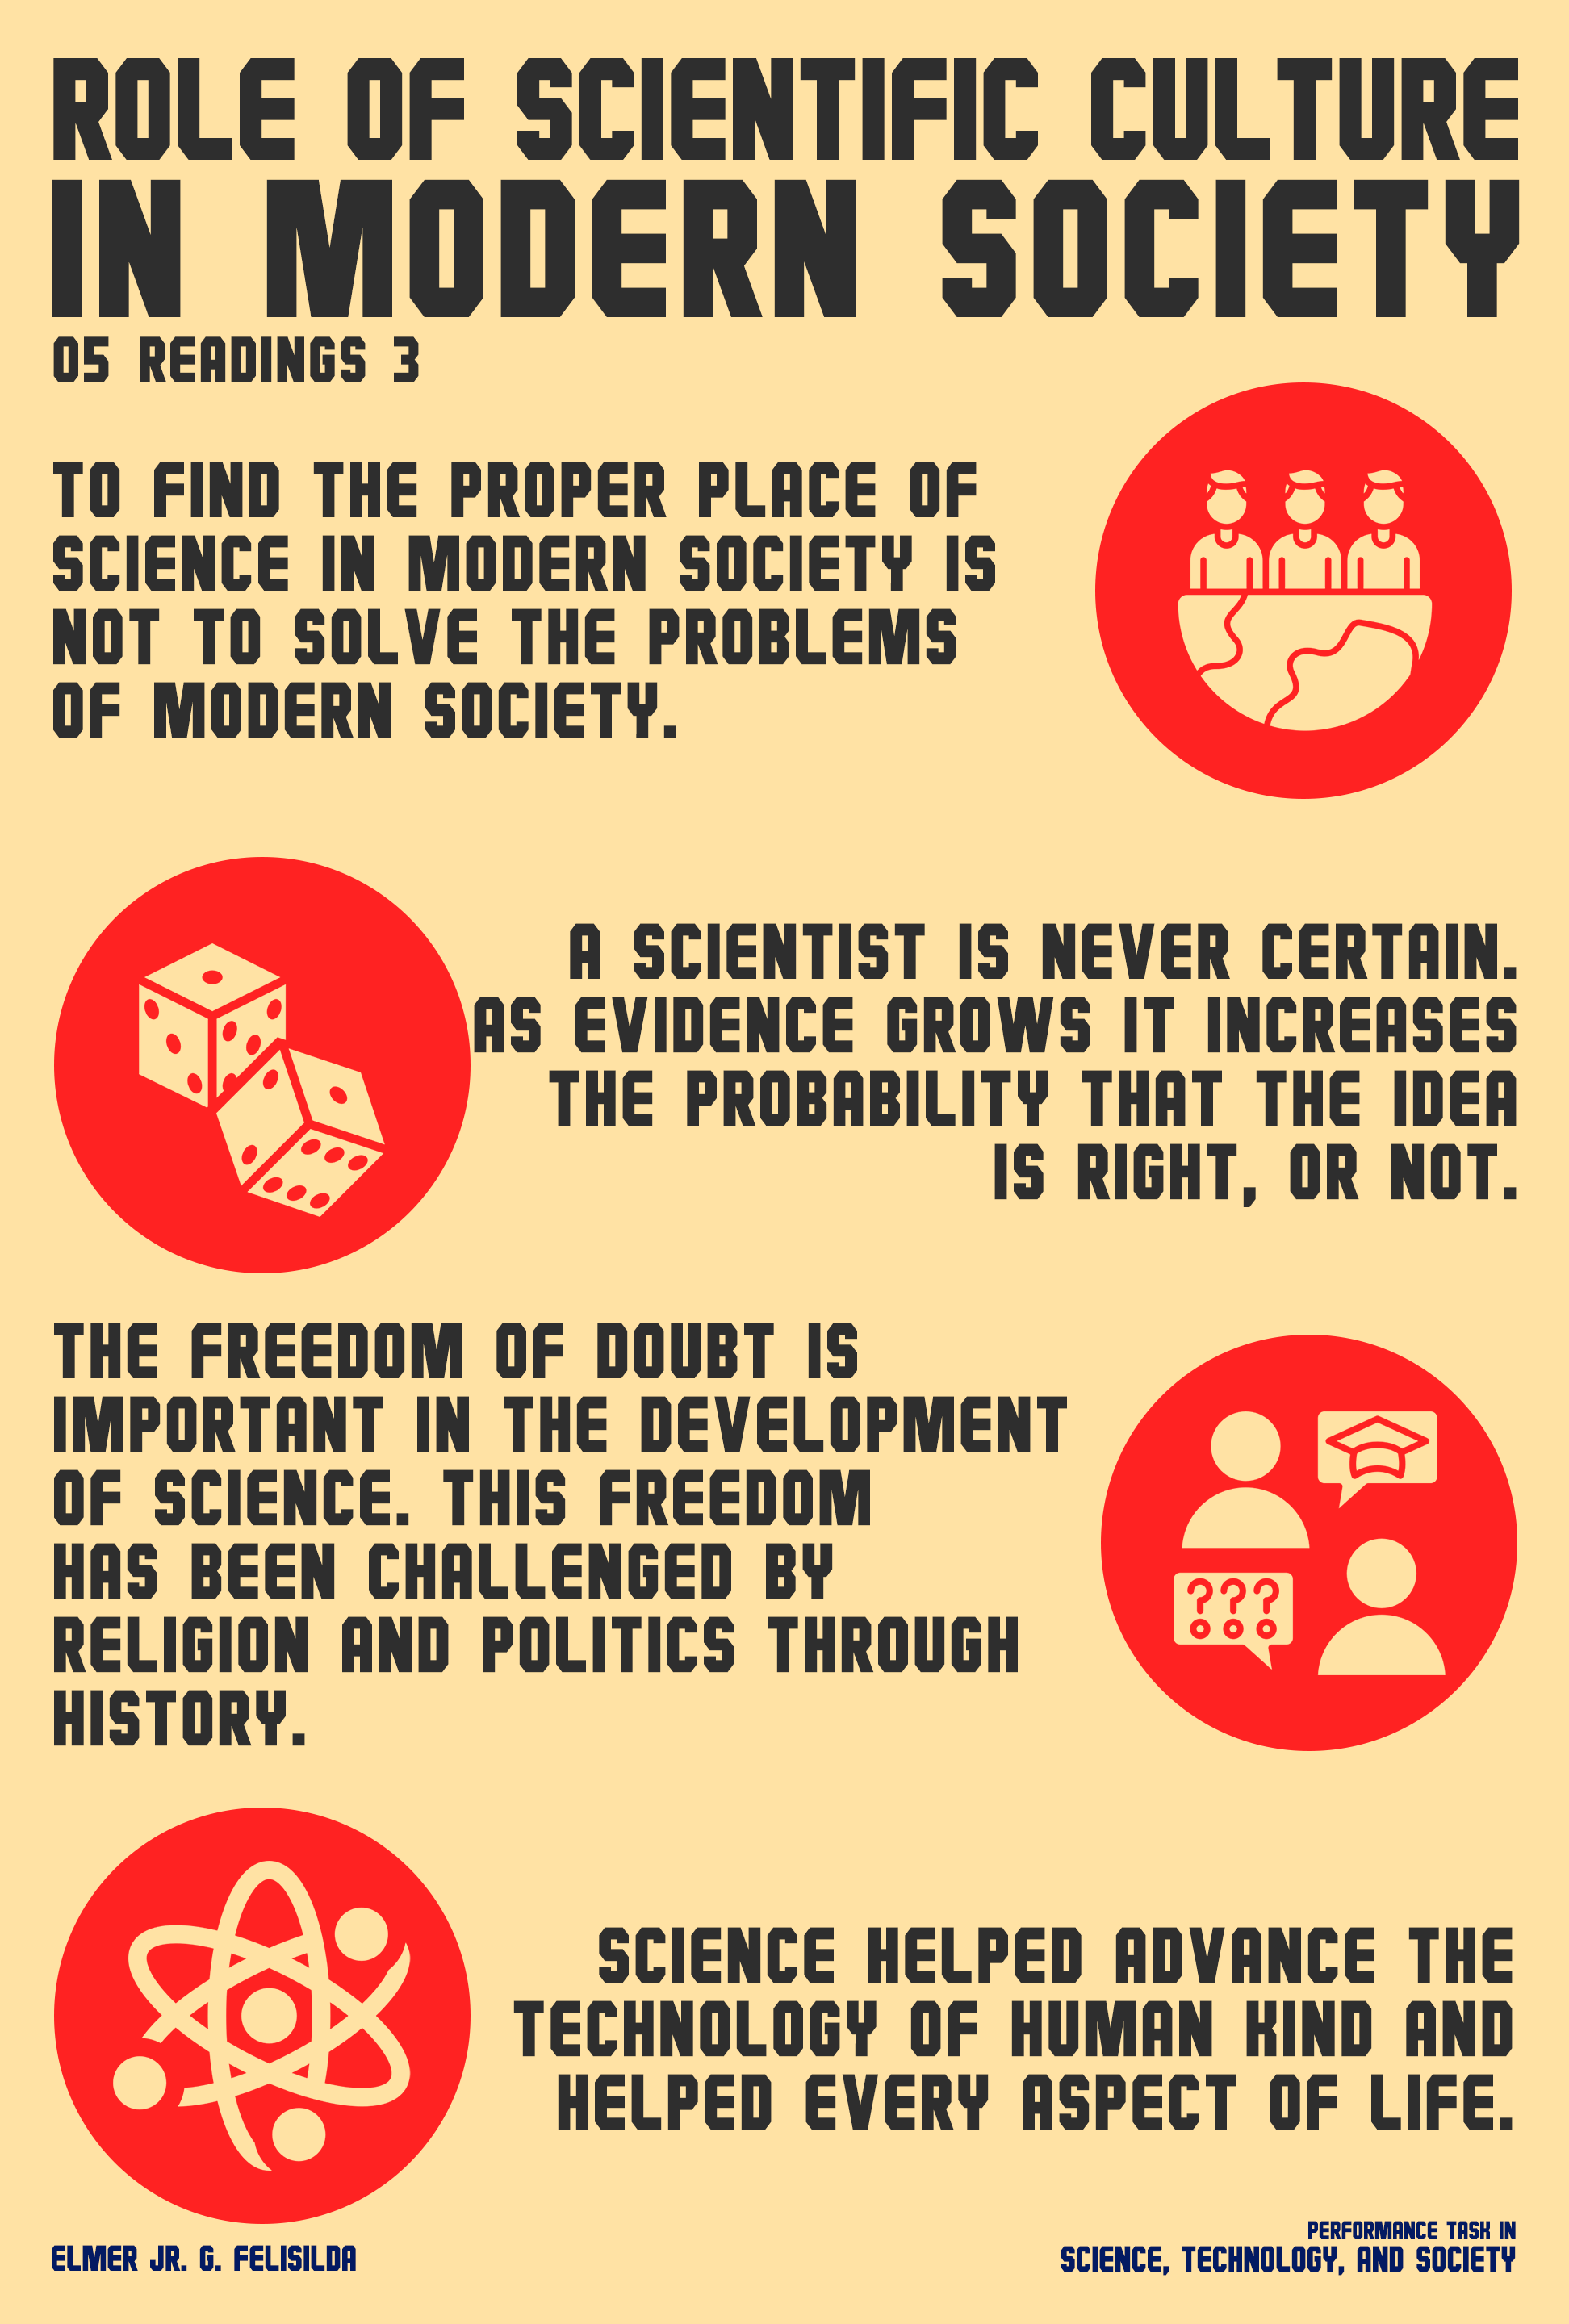 ROLE OF SCIENTIFIC CULTURE
IN MODERN SOCIETY
05 READINGS 3
TO FIND THE PROPER PLACE OF
SCIENCE IN MODERN SOCIETY IS
NOT TO SOLVE THE PROBLEMS
OF MODERN SOCIETY.
A SCIENTIST IS NEVER CERTAIN.
AS EVIDENCE GROWS IT INCREASES
THE PROBABILITY THAT THE IDEA
IS RIGHT, OR NOT.
THE FREEDOM OF DOUBT IS
IMPORTANT IN THE DEVELOPMENT
OF SCIENCE. THIS FREEDOM
HAS BEEN CHALLENGED BY
RELIGION AND POLITICS THROUGH
HISTORY.
???
SCIENCE HELPED ADVANCE THE
TECHNOLOGY OF HUMAN KIND AND
HELPED EVERY ASPECT OF LIFE.
ELMER JR. G. FELISILDA
PERFORMANCE TASK IN
SCIENCE, TECHNOLOGY, AND SOCIETY